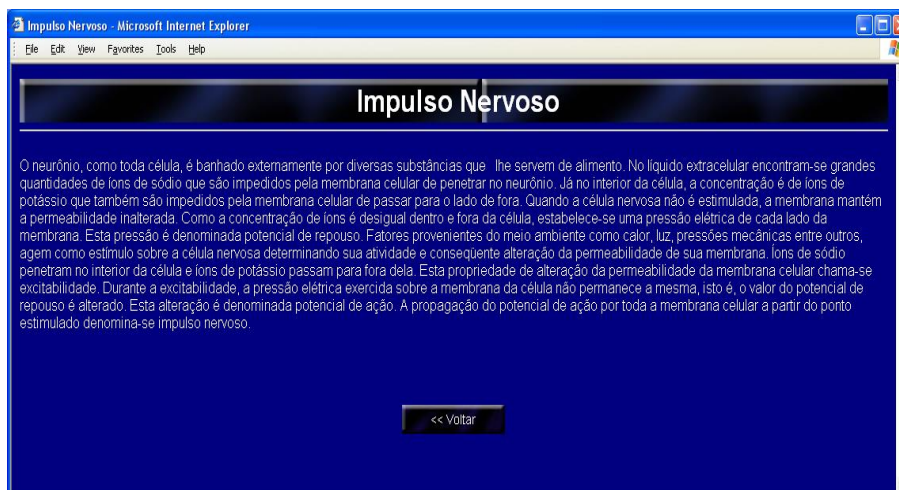 Impulso Nervoso - Microsoft Internet Explorer
File Edit View Favorites Tools Help
Impulso Nervoso
O neurônio, como toda célula, é banhado externamente por diversas substâncias que lhe servem de alimento. No líquido extracelular encontram-se grandes
quantidades de íons de sódio que são impedidos pela membrana celular de penetrar no neurônio. Já no interior da célula, a concentração é de íons de
potássio que também são impedidos pela membrana celular de passar para o lado de fora. Quando a célula nervosa não é estimulada, a membrana mantém
a permeabilidade inalterada. Como a concentração de íons é desigual dentro e fora da célula, estabelece-se uma pressão elétrica de cada lado da
membrana. Esta pressão é denominada potencial de repouso. Fatores provenientes do meio ambiente como calor, luz, pressões mecânicas entre outros,
agem como estímulo sobre a célula nervosa determinando sua atividade e conseqüente alteração da permeabilidade de sua membrana. Íons de sódio
penetram no interior da célula e íons de potássio passam para fora dela. Esta propriedade de alteração da permeabilidade da membrana celular chama-se
excitabilidade. Durante a excitabilidade, a pressão elétrica exercida sobre a membrana da célula não permanece a mesma, isto é, o valor do potencial de
repouso é alterado. Esta alteração é denominada potencial de ação. A propagação do potencial de ação por toda a membrana celular a partir do ponto
estimulado denomina-se impulso nervoso.
<< Voltar